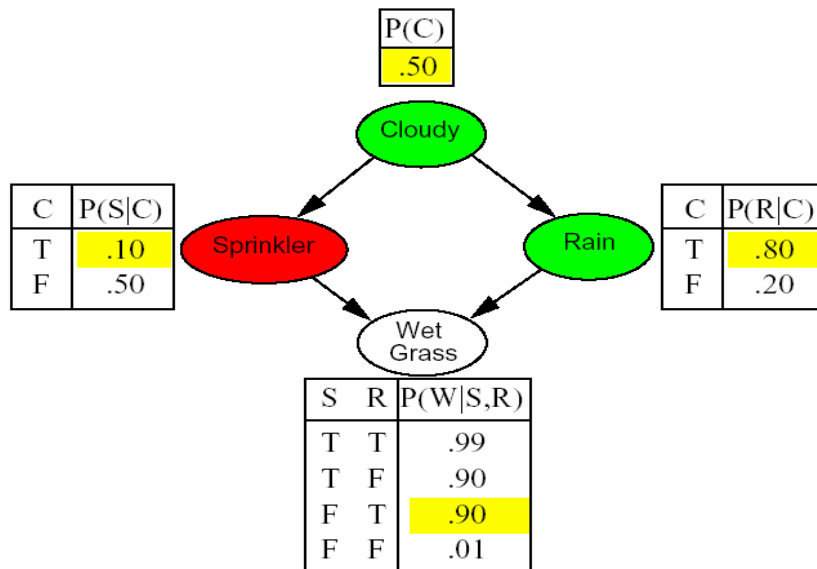 P(C)
.50
Cloudy
C P(S|C)
T .10
F .50
Sprinkler
Rain
C P(R|C)
T .80
F .20
Wet
Grass
S R P(W|S,R)
T T .99
T F .90
F T .90
F F .01